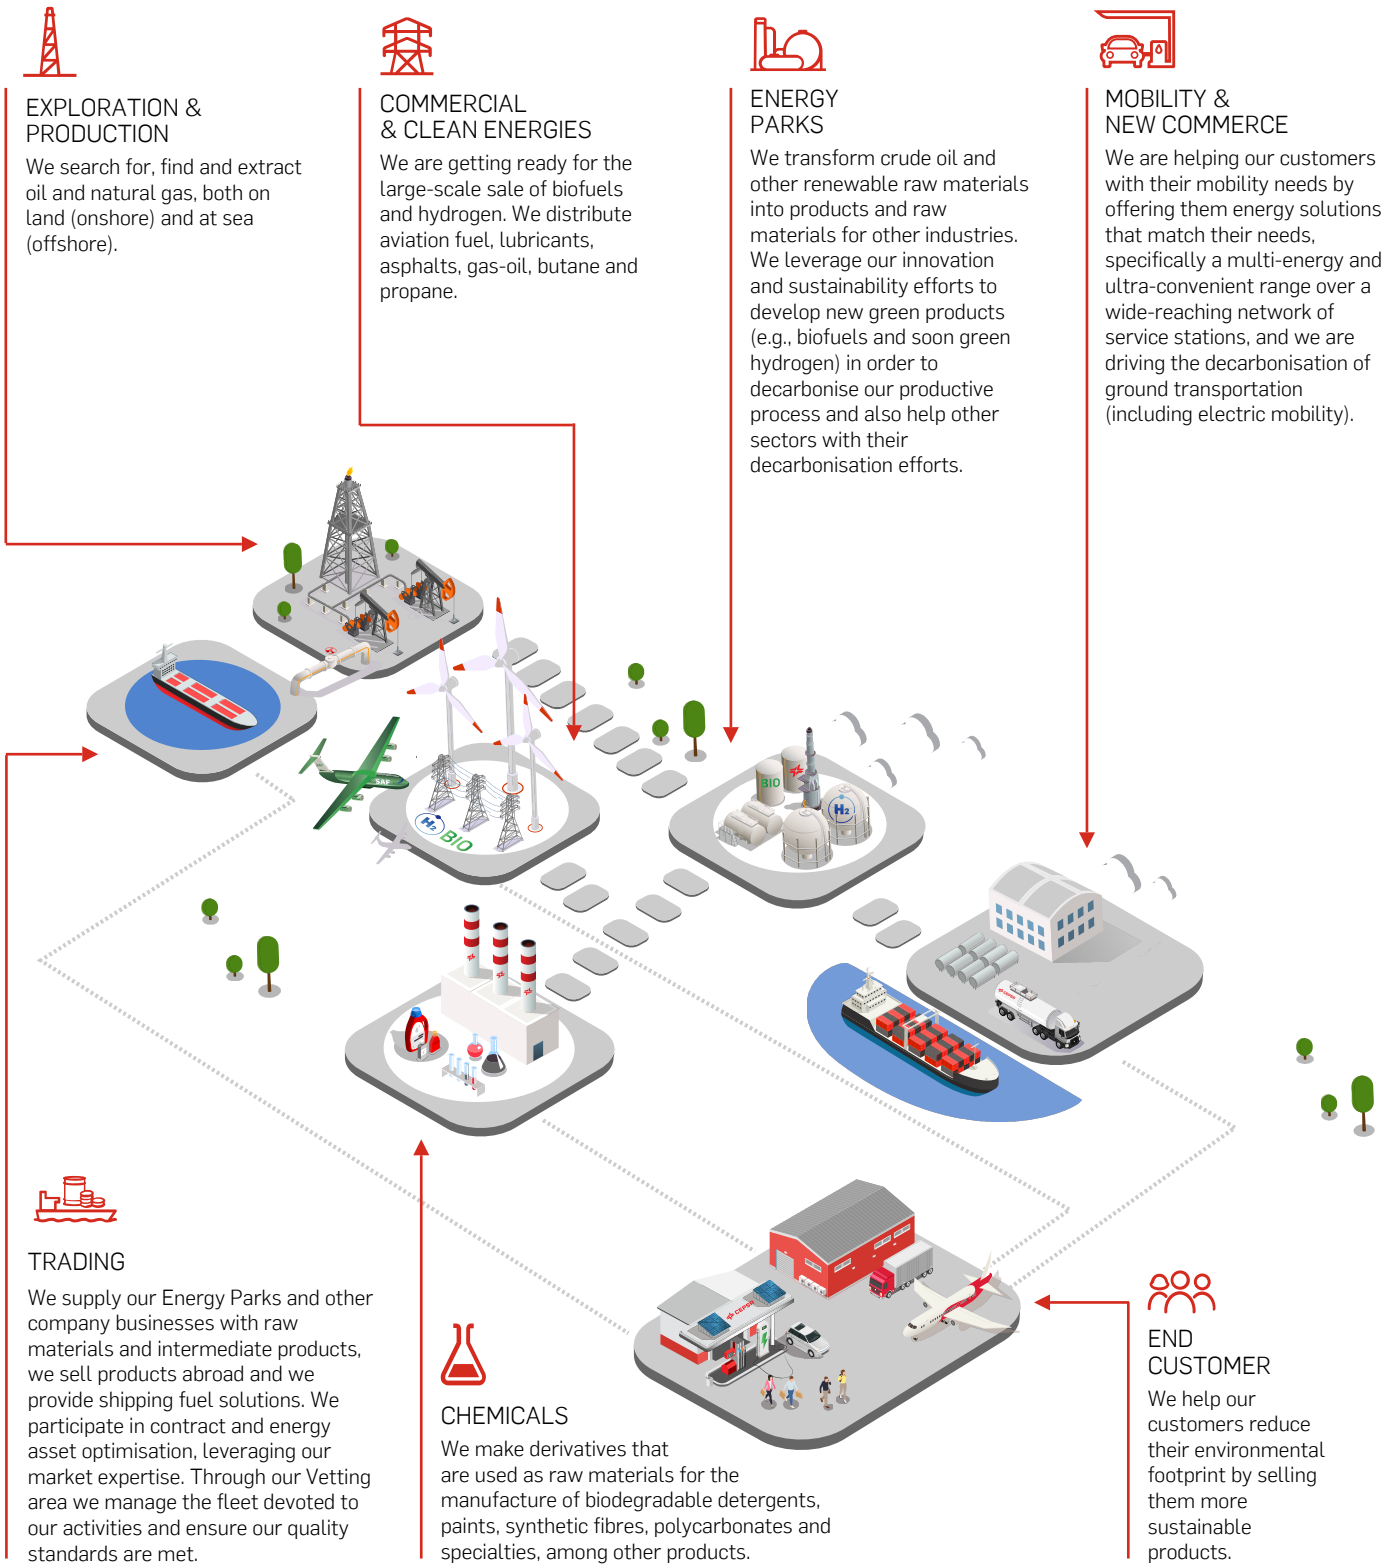 EXPLORATION &
PRODUCTION
We search for, find and extract
oil and natural gas, both on
land (onshore) and at sea
(offshore).
COMMERCIAL
& CLEAN ENERGIES
We are getting ready for the
large-scale sale of biofuels
and hydrogen. We distribute
aviation fuel, lubricants,
asphalts, gas-oil, butane and
propane.
ENERGY
PARKS
We transform crude oil and
other renewable raw materials
into products and raw
materials for other industries.
We leverage our innovation
and sustainability efforts to
develop new green products
(e.g., biofuels and soon green
hydrogen) in order to
decarbonise our productive
process and also help other
sectors with their
decarbonisation efforts.
MOBILITY &
NEW COMMERCE
We are helping our customers
with their mobility needs by
offering them energy solutions
that match their needs,
specifically a multi-energy and
ultra-convenient range over a
wide-reaching network of
service stations, and we are
driving the decarbonisation of
ground transportation
(including electric mobility).
SAF
H2
BIO
BIO
H2
CEPSA
CEPSA
TRADING
We supply our Energy Parks and other
company businesses with raw
materials and intermediate products,
we sell products abroad and we
provide shipping fuel solutions. We
participate in contract and energy
asset optimisation, leveraging our
market expertise. Through our Vetting
area we manage the fleet devoted to
our activities and ensure our quality
standards are met.
CHEMICALS
We make derivatives that
are used as raw materials for the
manufacture of biodegradable detergents,
paints, synthetic fibres, polycarbonates and
specialties, among other products.
END
CUSTOMER
We help our
customers reduce
their environmental
footprint by selling
them more
sustainable
products.